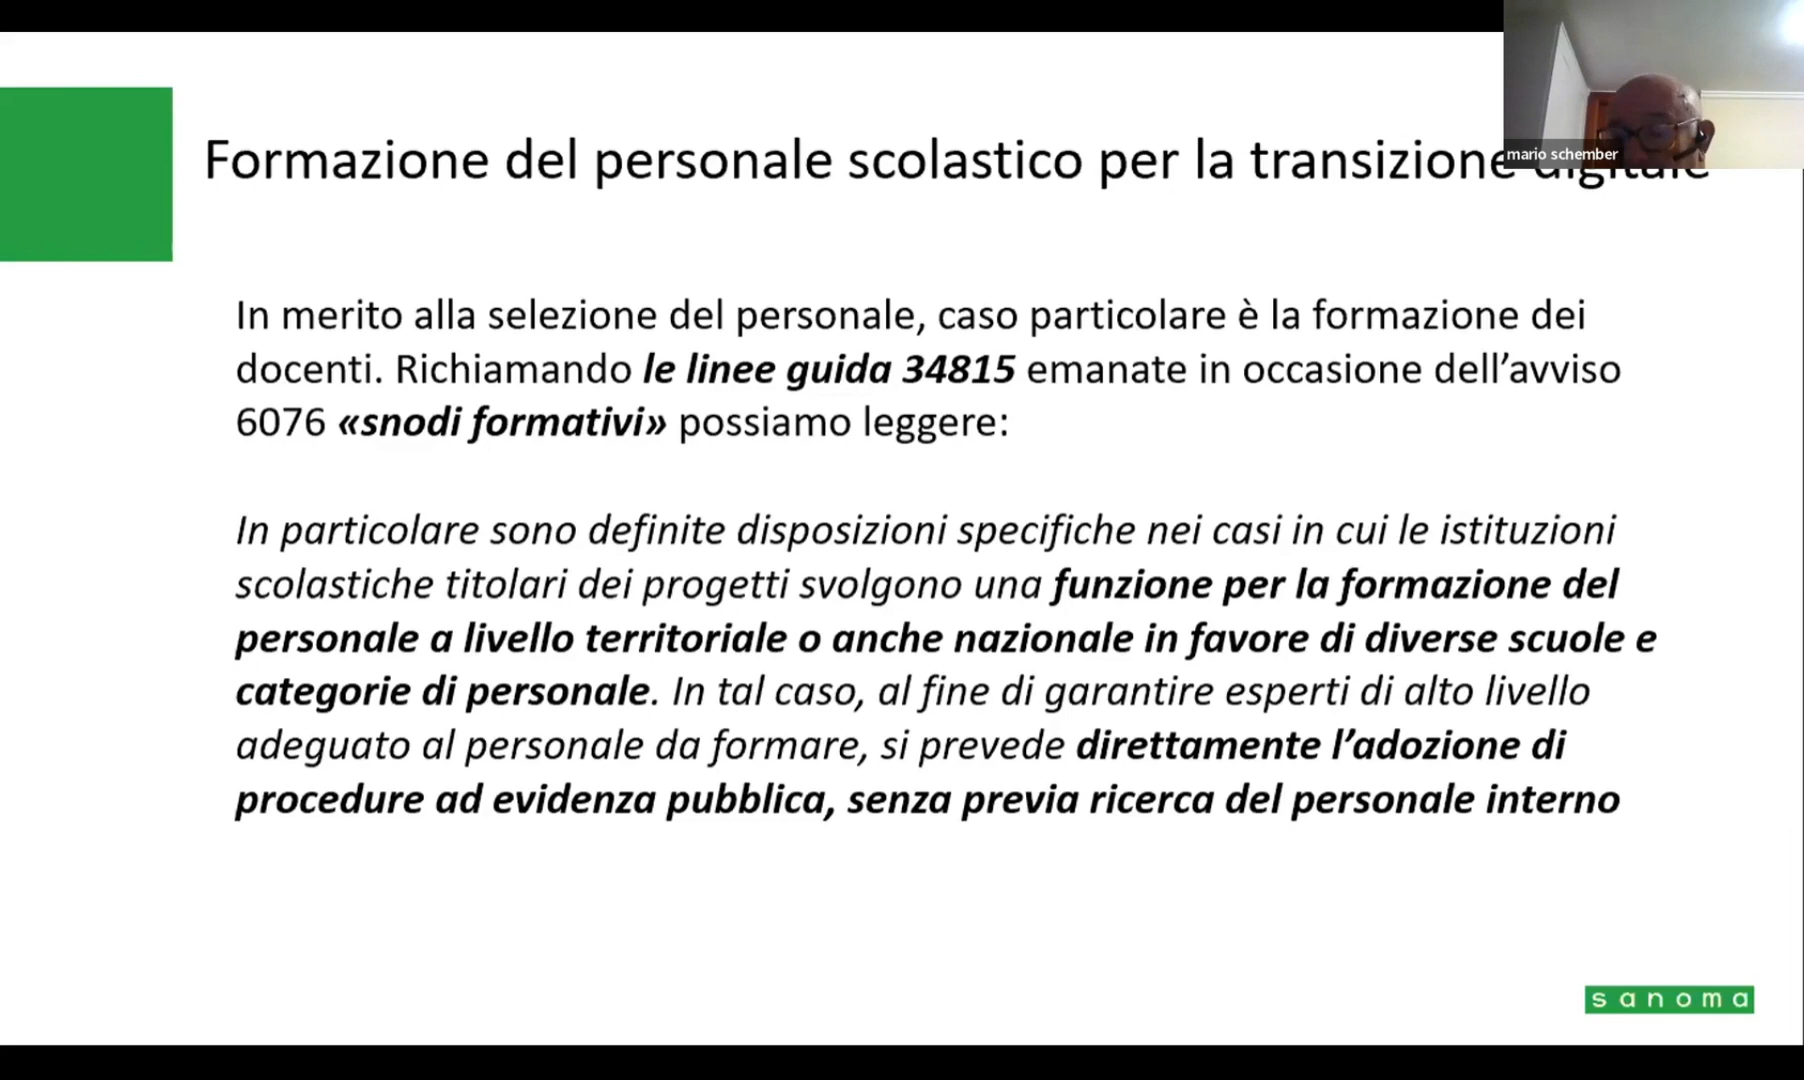 mario schember
Formazione del personale scolastico per la transizione digitale
In merito alla selezione del personale, caso particolare è la formazione dei
docenti. Richiamando le linee guida 34815 emanate in occasione dell’avviso
6076 «snodi formativi» possiamo leggere:
In particolare sono definite disposizioni specifiche nei casi in cui le istituzioni
scolastiche titolari dei progetti svolgono una funzione per la formazione del
personale a livello territoriale o anche nazionale in favore di diverse scuole e
categorie di personale. In tal caso, al fine di garantire esperti di alto livello
adeguato al personale da formare, si prevede direttamente l’adozione di
procedure ad evidenza pubblica, senza previa ricerca del personale interno
sanoma